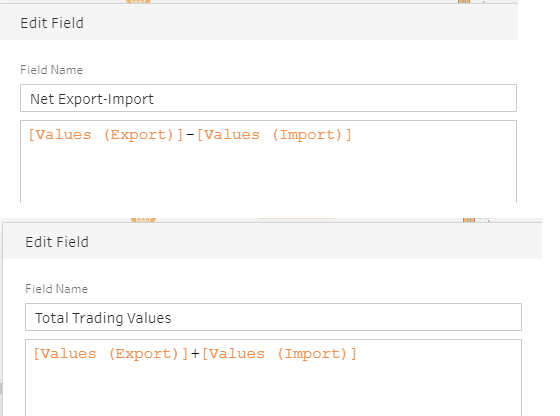 Edit Field
Field Name
Net Export-Import
[Values (Export)]-[Values (Import)]
Edit Field
Field Name
Total Trading Values
[Values (Export)]+[Values (Import)]